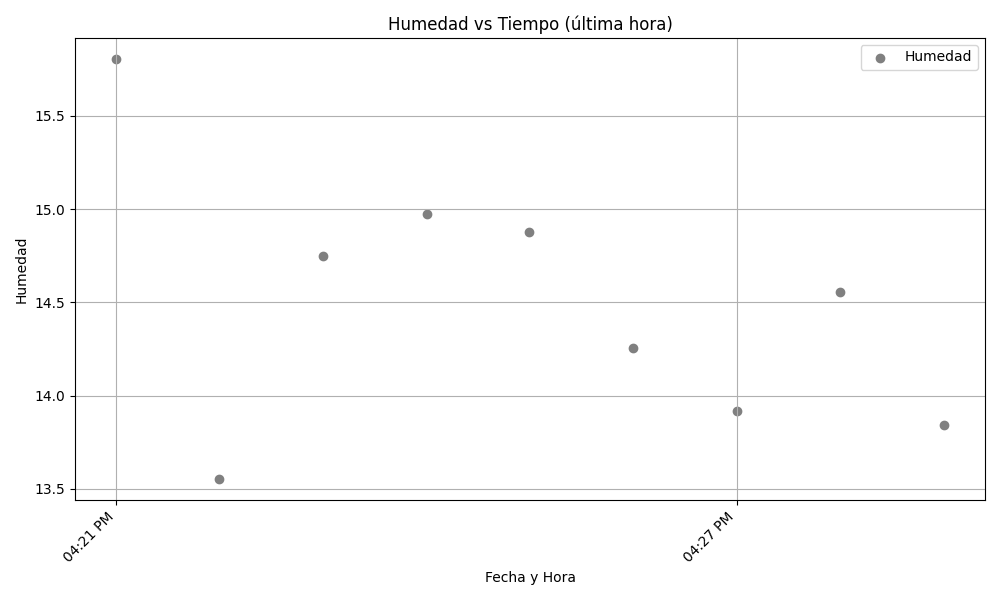 Humedad vs Tiempo (última hora)
Humedad
15.5
15.0
14.5
14.0
13.5
Humedad
04:21 PM
04:27 PM
Fecha y Hora